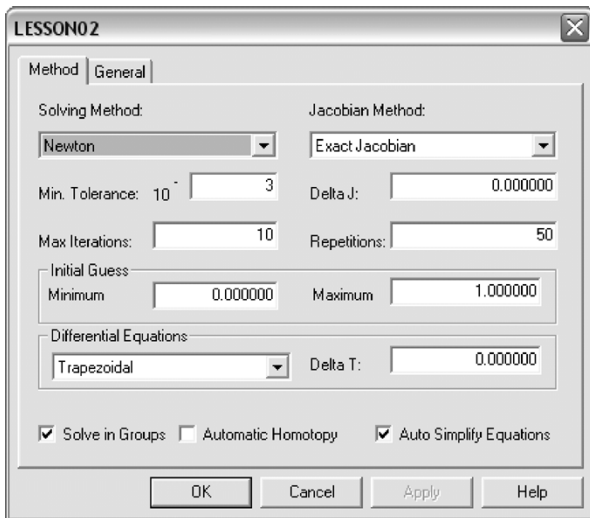 LESSON02
Method General
Solving Method: Jacobian Method:
Newton Exact Jacobian
Min. Tolerance: 10 - 3 Delta J: 0.000000
Max Iterations: 10 Repetitions: 50
Initial Guess
Minimum 0.000000 Maximum 1.000000
Differential Equations
Trapezoidal Delta T: 0.000000
Solve in Groups Automatic Homotopy Auto Simplify Equations
OK Cancel Apply Help